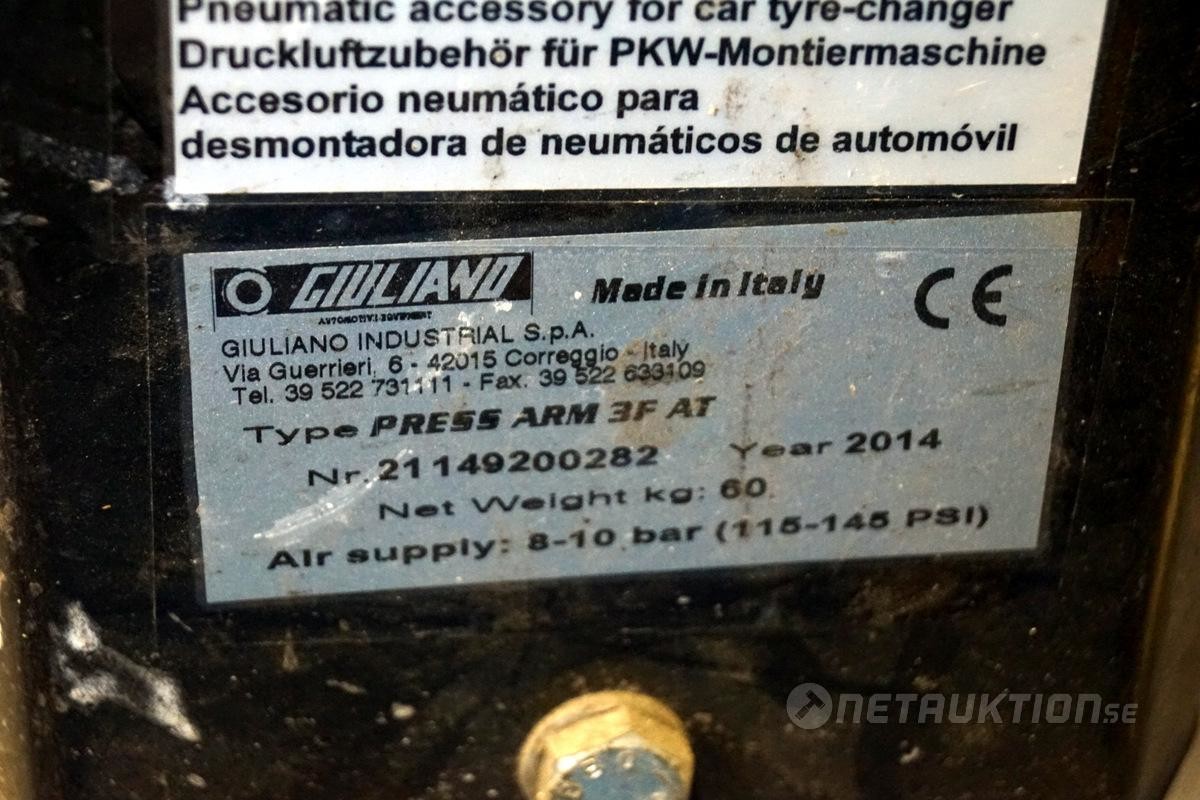 Pneumatic accessory for car tyre-changer
Druckluftzubehör für PKW-Montiermaschine
Accesorio neumático para
desmontadora de neumáticos de automóvil
GIULIANO
AUTOMOTIVE EQUIPMENT
Made in Italy
CE
GIULIANO INDUSTRIAL S.p.A.
Via Guerrieri, 6 - 42015 Correggio - Italy
Tel. 39 522 731111 - Fax. 39 522 633109
Type PRESS ARM 3F AT
Nr. 21149200282 Year 2014
Net Weight kg: 60
Air supply: 8-10 bar (115-145 PSI)
NETAUKTION.SE